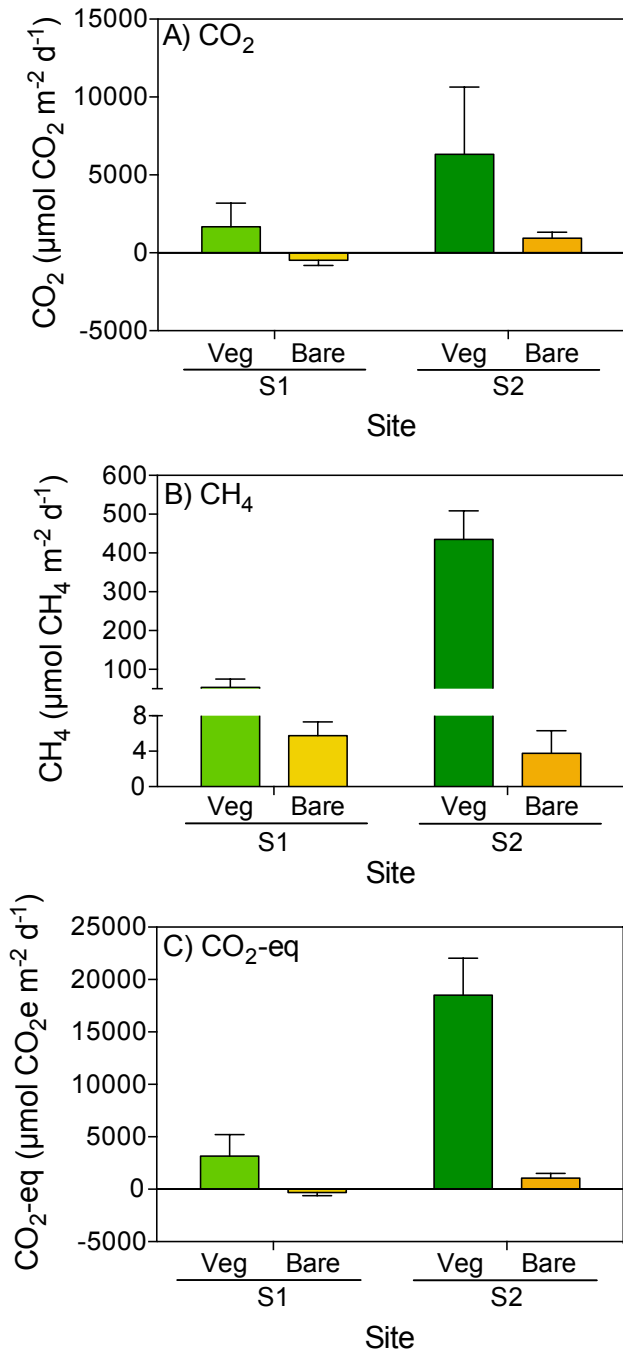 A) CO₂
CO₂ (µmol CO₂ m⁻² d⁻¹)
15000
10000
5000
0
-5000
Veg Bare Veg Bare
S1 S2
Site
B) CH₄
CH₄ (µmol CH₄ m⁻² d⁻¹)
600
500
400
300
200
100
8
4
0
Veg Bare Veg Bare
S1 S2
Site
C) CO₂-eq
CO₂-eq (µmol CO₂e m⁻² d⁻¹)
25000
20000
15000
10000
5000
0
-5000
Veg Bare Veg Bare
S1 S2
Site